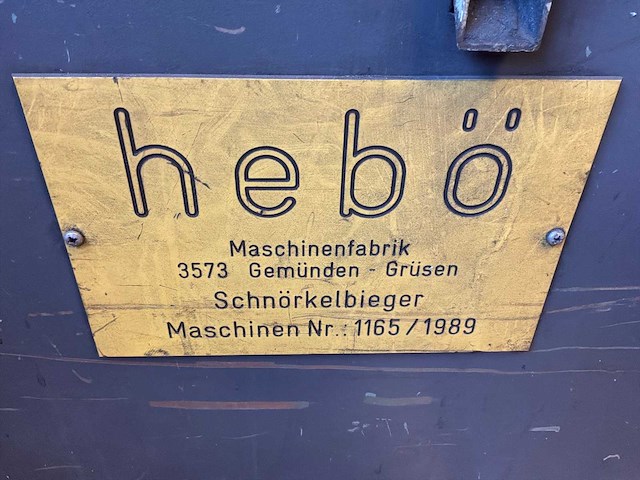 hebö
Maschinenfabrik
3573 Gemünden - Grüsen
Schnörkelbieger
Maschinen Nr.: 1165/1989